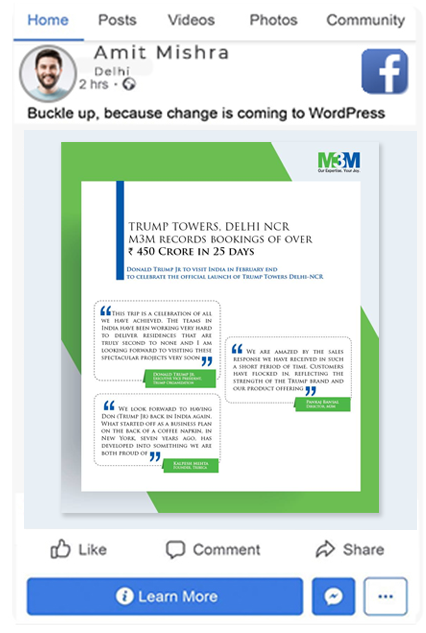 Home Posts Videos Photos Community
Amit Mishra
Delhi
2 hrs ·
Buckle up, because change is coming to WordPress
M3M
Our Expertise. Your Joy.
TRUMP TOWERS, DELHI NCR
M3M RECORDS BOOKINGS OF OVER
₹ 450 CRORE IN 25 DAYS
DONALD TRUMP JR TO VISIT INDIA IN FEBRUARY END
TO CELEBRATE THE OFFICIAL LAUNCH OF TRUMP TOWERS DELHI-NCR
“THIS TRIP IS A CELEBRATION OF ALL
WE HAVE ACHIEVED. THE TEAMS IN
INDIA HAVE BEEN WORKING VERY HARD
TO DELIVER RESIDENCES THAT ARE
TRULY SECOND TO NONE AND I AM
LOOKING FORWARD TO VISITING THESE
SPECTACULAR PROJECTS VERY SOON”
DONALD TRUMP JR.
EXECUTIVE VICE PRESIDENT,
TRUMP ORGANIZATION
“WE ARE AMAZED BY THE SALES
RESPONSE WE HAVE RECEIVED IN SUCH
A SHORT PERIOD OF TIME. CUSTOMERS
HAVE FLOCKED IN, REFLECTING THE
STRENGTH OF THE TRUMP BRAND AND
OUR PRODUCT OFFERING”
PANKAJ BANSAL
DIRECTOR, M3M
“WE LOOK FORWARD TO HAVING
DON (TRUMP JR) BACK IN INDIA AGAIN.
WHAT STARTED OFF AS A BUSINESS PLAN
ON THE BACK OF A COFFEE NAPKIN, IN
NEW YORK, SEVEN YEARS AGO, HAS
DEVELOPED INTO SOMETHING WE ARE
BOTH PROUD OF”
KALPESH MEHTA
FOUNDER, TRIBECA
Like Comment Share
Learn More